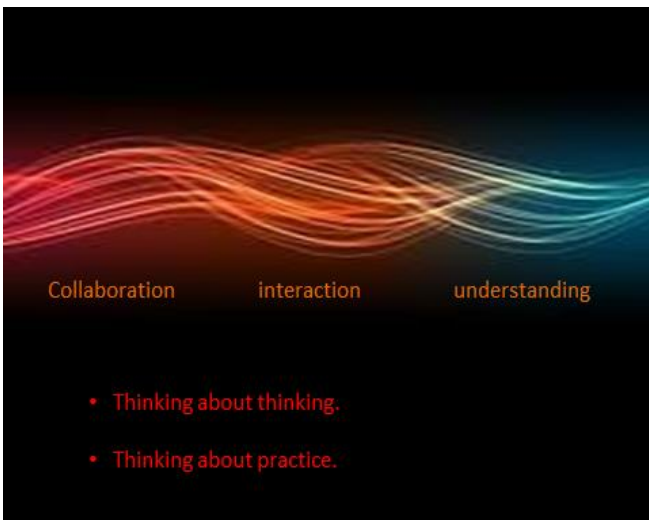 Collaboration interaction understanding
• Thinking about thinking.
• Thinking about practice.